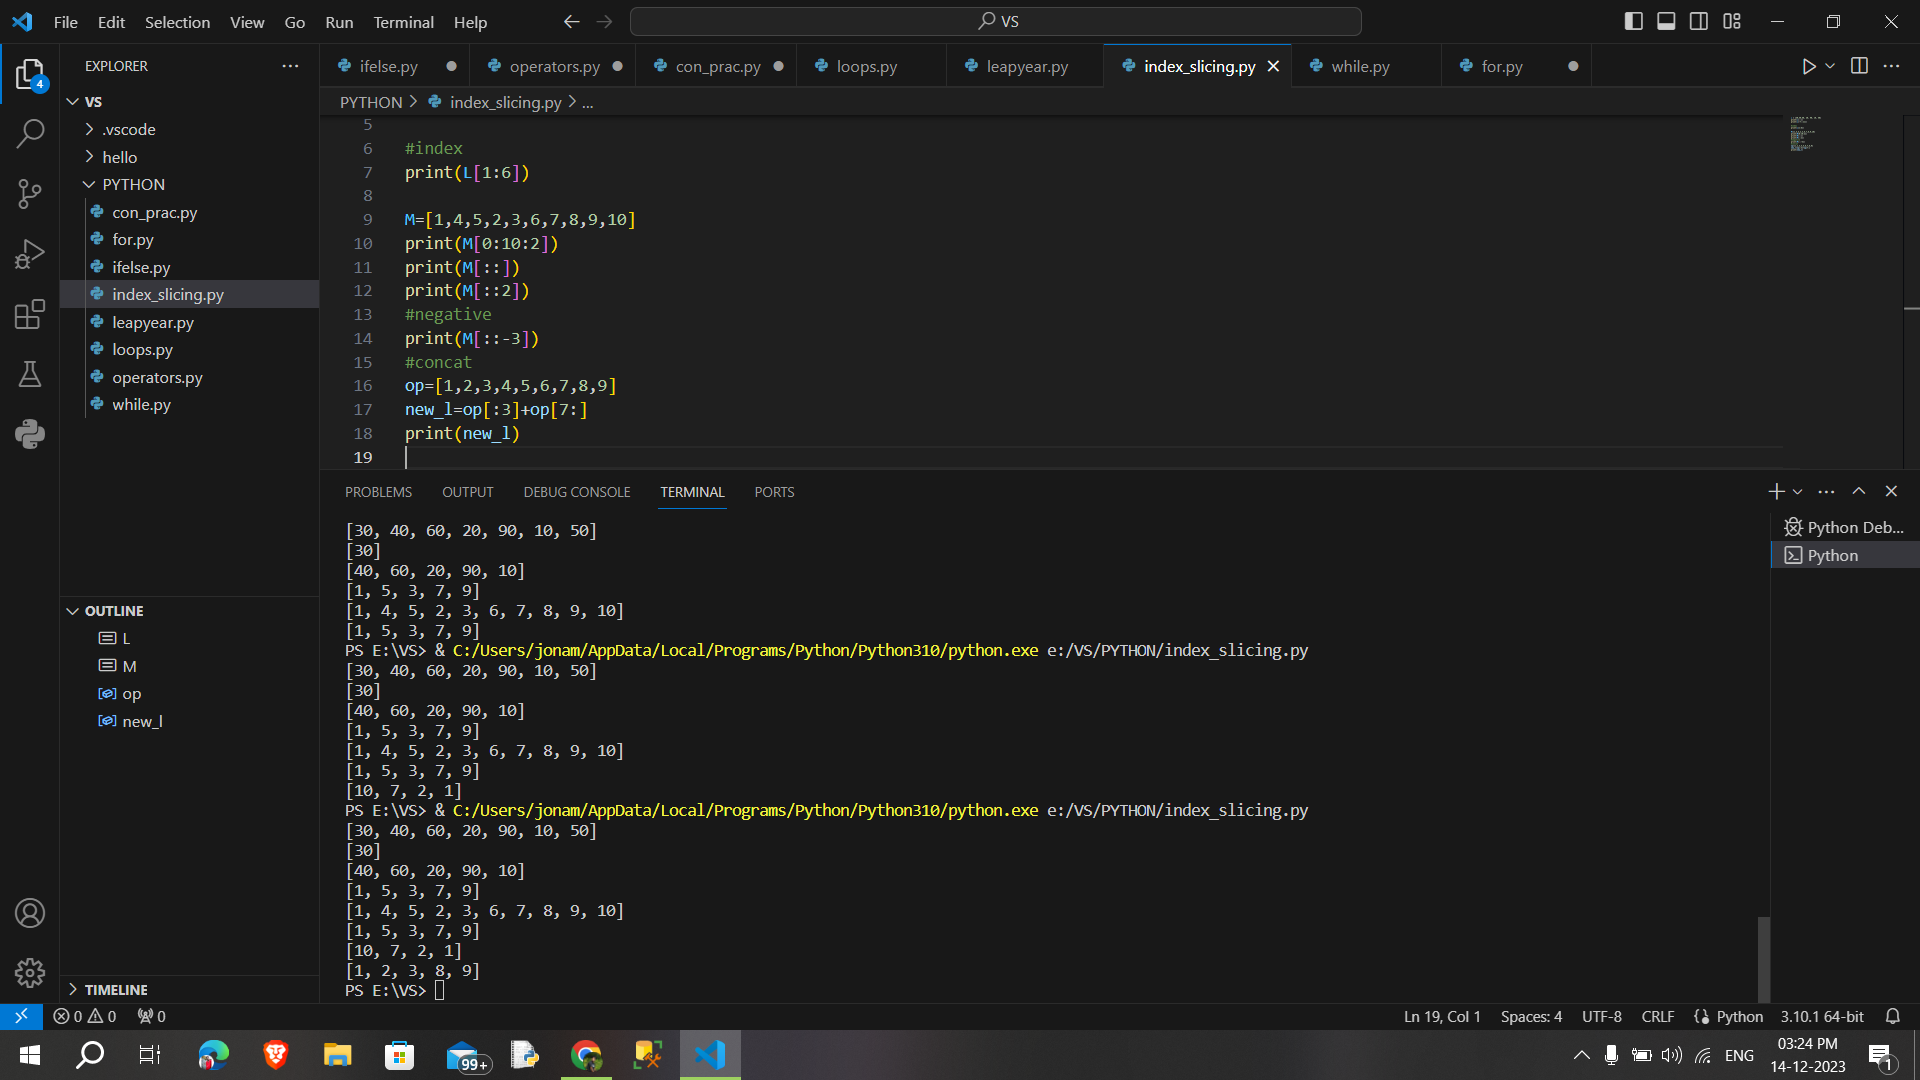 File Edit Selection View Go Run Terminal Help VS
EXPLORER
4
VS
.vscode
hello
PYTHON
con_prac.py
for.py
ifelse.py
index_slicing.py
leapyear.py
loops.py
operators.py
while.py
OUTLINE
L
M
op
new_l
TIMELINE
ifelse.py operators.py con_prac.py loops.py leapyear.py index_slicing.py while.py for.py
PYTHON > index_slicing.py > ...
5
6 #index
7 print(L[1:6])
8
9 M=[1,4,5,2,3,6,7,8,9,10]
10 print(M[0:10:2])
11 print(M[::])
12 print(M[::2])
13 #negative
14 print(M[::-3])
15 #concat
16 op=[1,2,3,4,5,6,7,8,9]
17 new_l=op[:3]+op[7:]
18 print(new_l)
19
PROBLEMS OUTPUT DEBUG CONSOLE TERMINAL PORTS
[30, 40, 60, 20, 90, 10, 50]
[30]
[40, 60, 20, 90, 10]
[1, 5, 3, 7, 9]
[1, 4, 5, 2, 3, 6, 7, 8, 9, 10]
[1, 5, 3, 7, 9]
PS E:\VS> & C:/Users/jonam/AppData/Local/Programs/Python/Python310/python.exe e:/VS/PYTHON/index_slicing.py
[30, 40, 60, 20, 90, 10, 50]
[30]
[40, 60, 20, 90, 10]
[1, 5, 3, 7, 9]
[1, 4, 5, 2, 3, 6, 7, 8, 9, 10]
[1, 5, 3, 7, 9]
[10, 7, 2, 1]
PS E:\VS> & C:/Users/jonam/AppData/Local/Programs/Python/Python310/python.exe e:/VS/PYTHON/index_slicing.py
[30, 40, 60, 20, 90, 10, 50]
[30]
[40, 60, 20, 90, 10]
[1, 5, 3, 7, 9]
[1, 4, 5, 2, 3, 6, 7, 8, 9, 10]
[1, 5, 3, 7, 9]
[10, 7, 2, 1]
[1, 2, 3, 8, 9]
PS E:\VS>
Python Deb...
Python
0 0 0 Ln 19, Col 1 Spaces: 4 UTF-8 CRLF Python 3.10.1 64-bit
99+ ENG 03:24 PM
14-12-2023 1